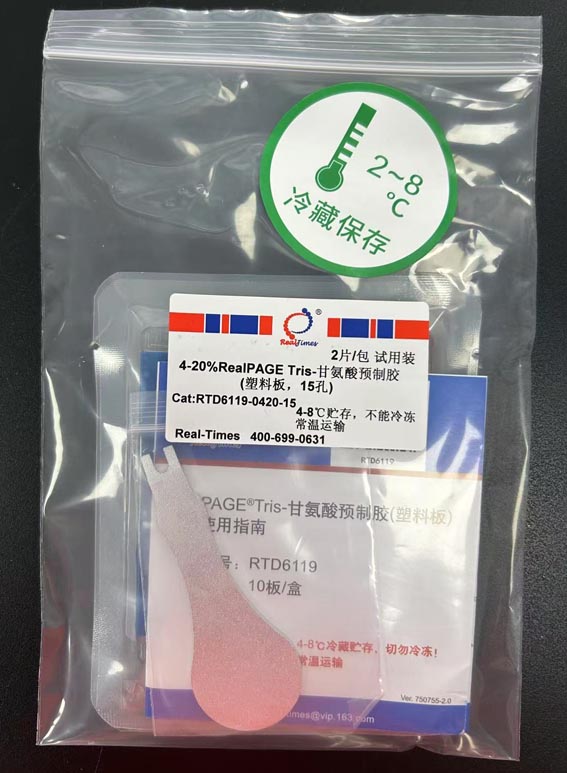 2~8
℃
冷藏保存
RealTimes®
2片/包 试用装
4-20%RealPAGE Tris-甘氨酸预制胶
(塑料板，15孔)
Cat:RTD6119-0420-15
4-8℃贮存，不能冷冻
常温运输
Real-Times 400-699-0631
RTD6119
PAGE®Tris-甘氨酸预制胶(塑料板)
使用指南
号：RTD6119
10板/盒
4-8℃冷藏贮存，切勿冷冻！
常温运输
Ver. 750755-2.0
imes@vip.163.com